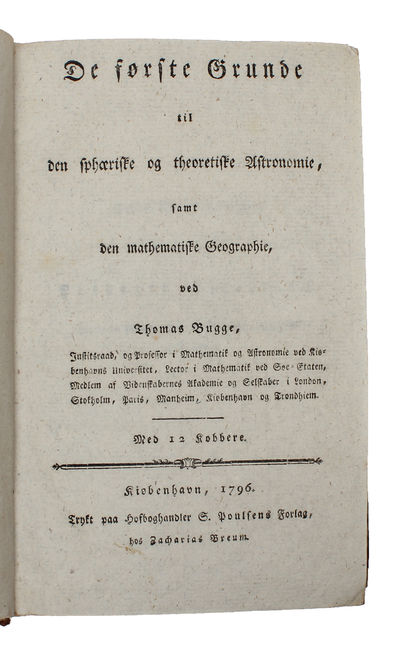 De første Grunde
til
den sphæriske og theoretiske Astronomie,
samt
den mathematiske Geographie,
ved
Thomas Bugge,
Justitsraad, og Professor i Mathematik og Astronomie ved Kiø-
benhavns Universitet, Lector i Mathematik ved Søe-Etaten,
Medlem af Videnskabernes Akademie og Selskaber i London,
Stokholm, Paris, Manheim, Kiøbenhavn og Trondhiem.
Med 12 Kobbere.
Kiøbenhavn, 1796.
Trykt paa Hofboghandler S. Poulsens Forlag,
hos Zacharias Breum.